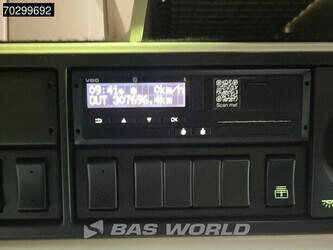 70299692
VDO
09:41 0km/h
OUT 307696.4km
OK
Scan me!
BAS WORLD